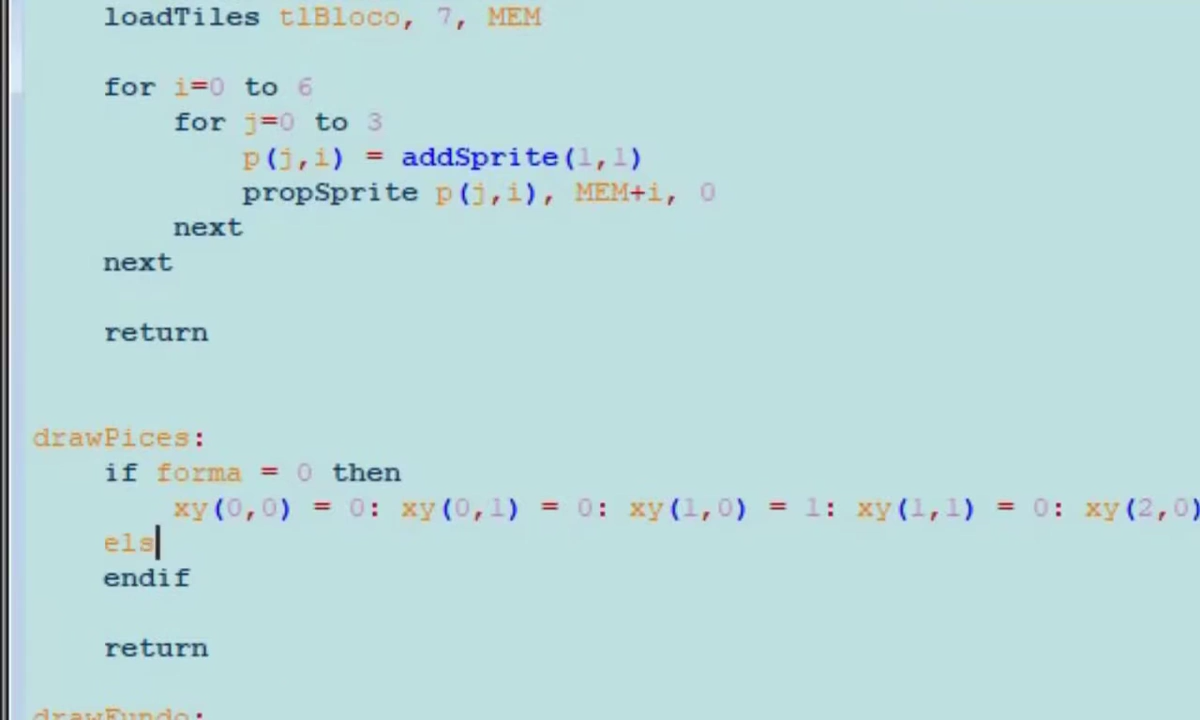 loadTiles tlBloco, 7, MEM
for i=0 to 6
for j=0 to 3
p(j,i) = addSprite(1,1)
propSprite p(j,i), MEM+i, 0
next
next
return
drawPices:
if forma = 0 then
xy(0,0) = 0: xy(0,1) = 0: xy(1,0) = 1: xy(1,1) = 0: xy(2,0)
els
endif
return
drawFundo: